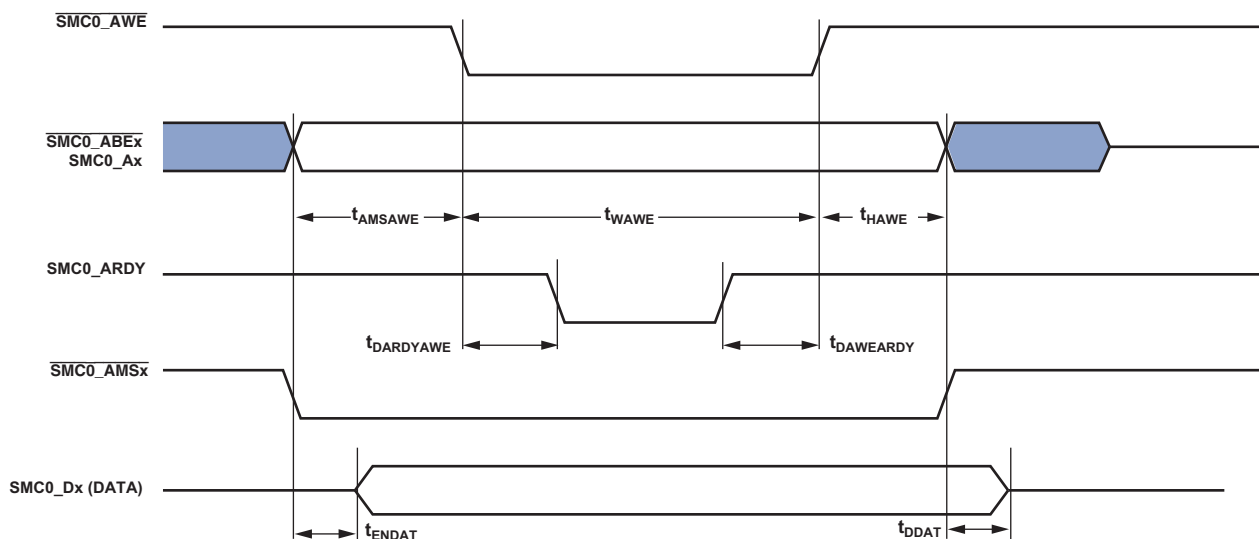 SMC0_AWE
SMC0_ABEx
SMC0_Ax
tAMSAWE
tWAWE
tHAWE
SMC0_ARDY
tDARDYAWE
tDAWEARDY
SMC0_AMSx
SMC0_Dx (DATA)
tENDAT
tDDAT